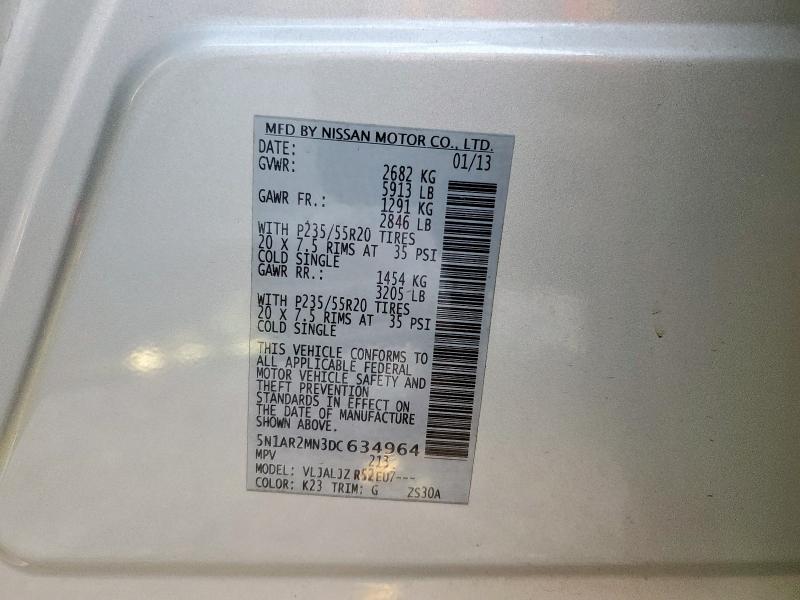 MFD BY NISSAN MOTOR CO., LTD.
DATE: 01/13
GVWR: 2682 KG
5913 LB
GAWR FR.: 1291 KG
2846 LB
WITH P235/55R20 TIRES
20 X 7.5 RIMS AT 35 PSI
COLD SINGLE
GAWR RR.: 1454 KG
3205 LB
WITH P235/55R20 TIRES
20 X 7.5 RIMS AT 35 PSI
COLD SINGLE
THIS VEHICLE CONFORMS TO
ALL APPLICABLE FEDERAL
MOTOR VEHICLE SAFETY AND
THEFT PREVENTION
STANDARDS IN EFFECT ON
THE DATE OF MANUFACTURE
SHOWN ABOVE.
5N1AR2MN3DC634964
MPV 213
MODEL: VLJALJZ RS2EU7---
COLOR: K23 TRIM: G ZS30A